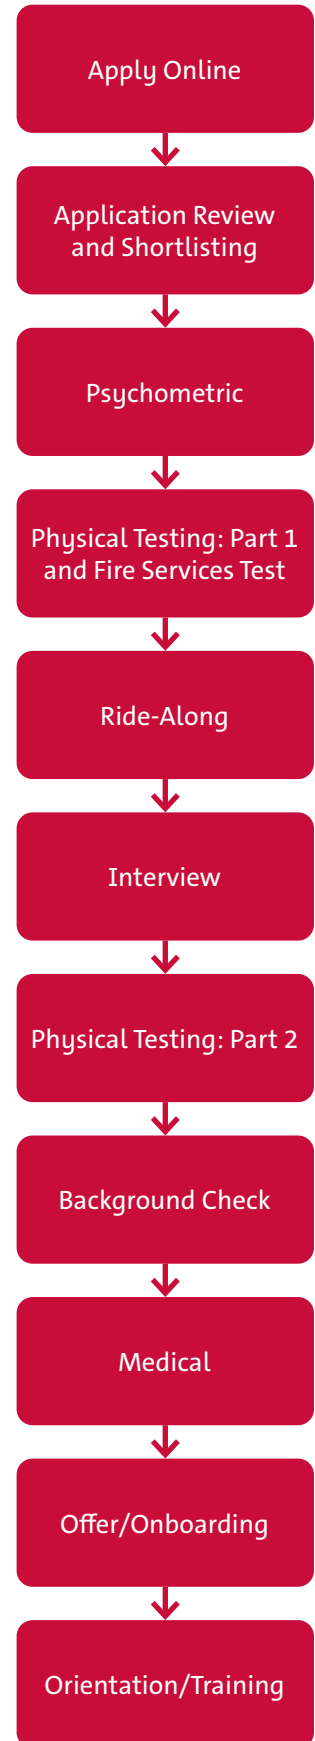 Apply Online
Application Review
and Shortlisting
Psychometric
Physical Testing: Part 1
and Fire Services Test
Ride-Along
Interview
Physical Testing: Part 2
Background Check
Medical
Offer/Onboarding
Orientation/Training